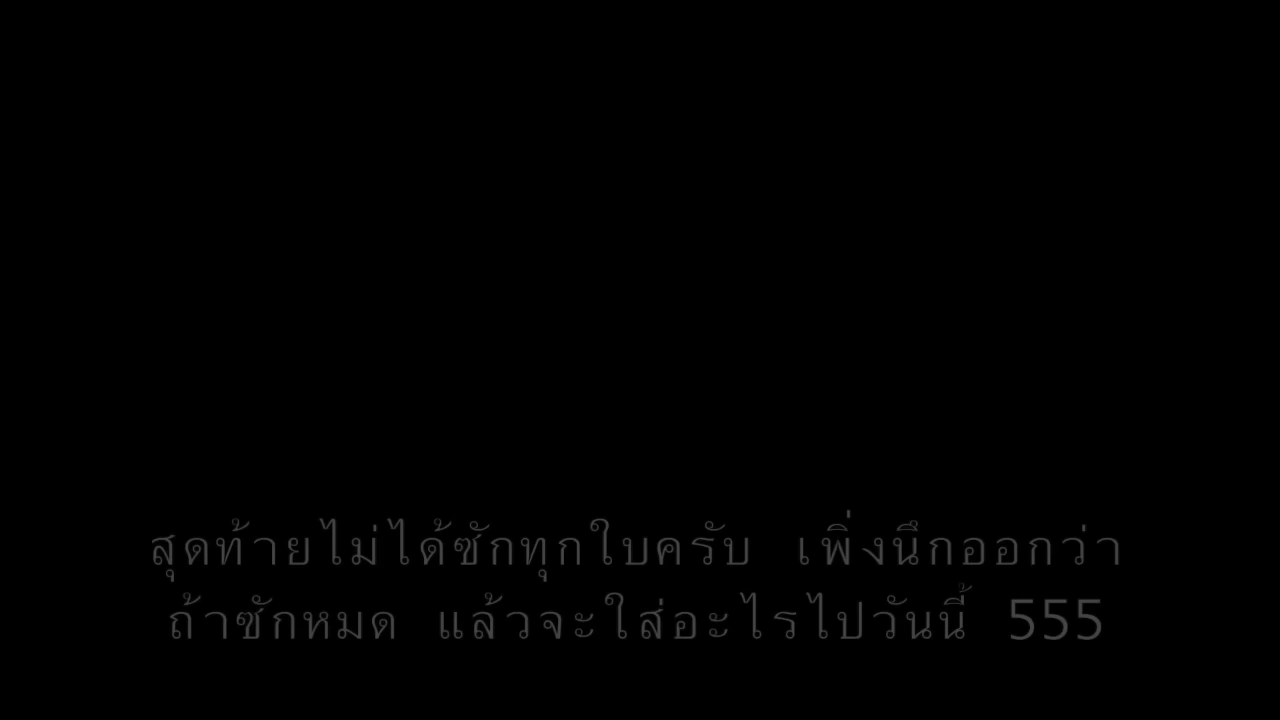 สุดท้ายไม่ได้ซักทุกใบครับ เพิ่งนึกออกว่า
ถ้าซักหมด แล้วจะใส่อะไรไปวันนี้ 555